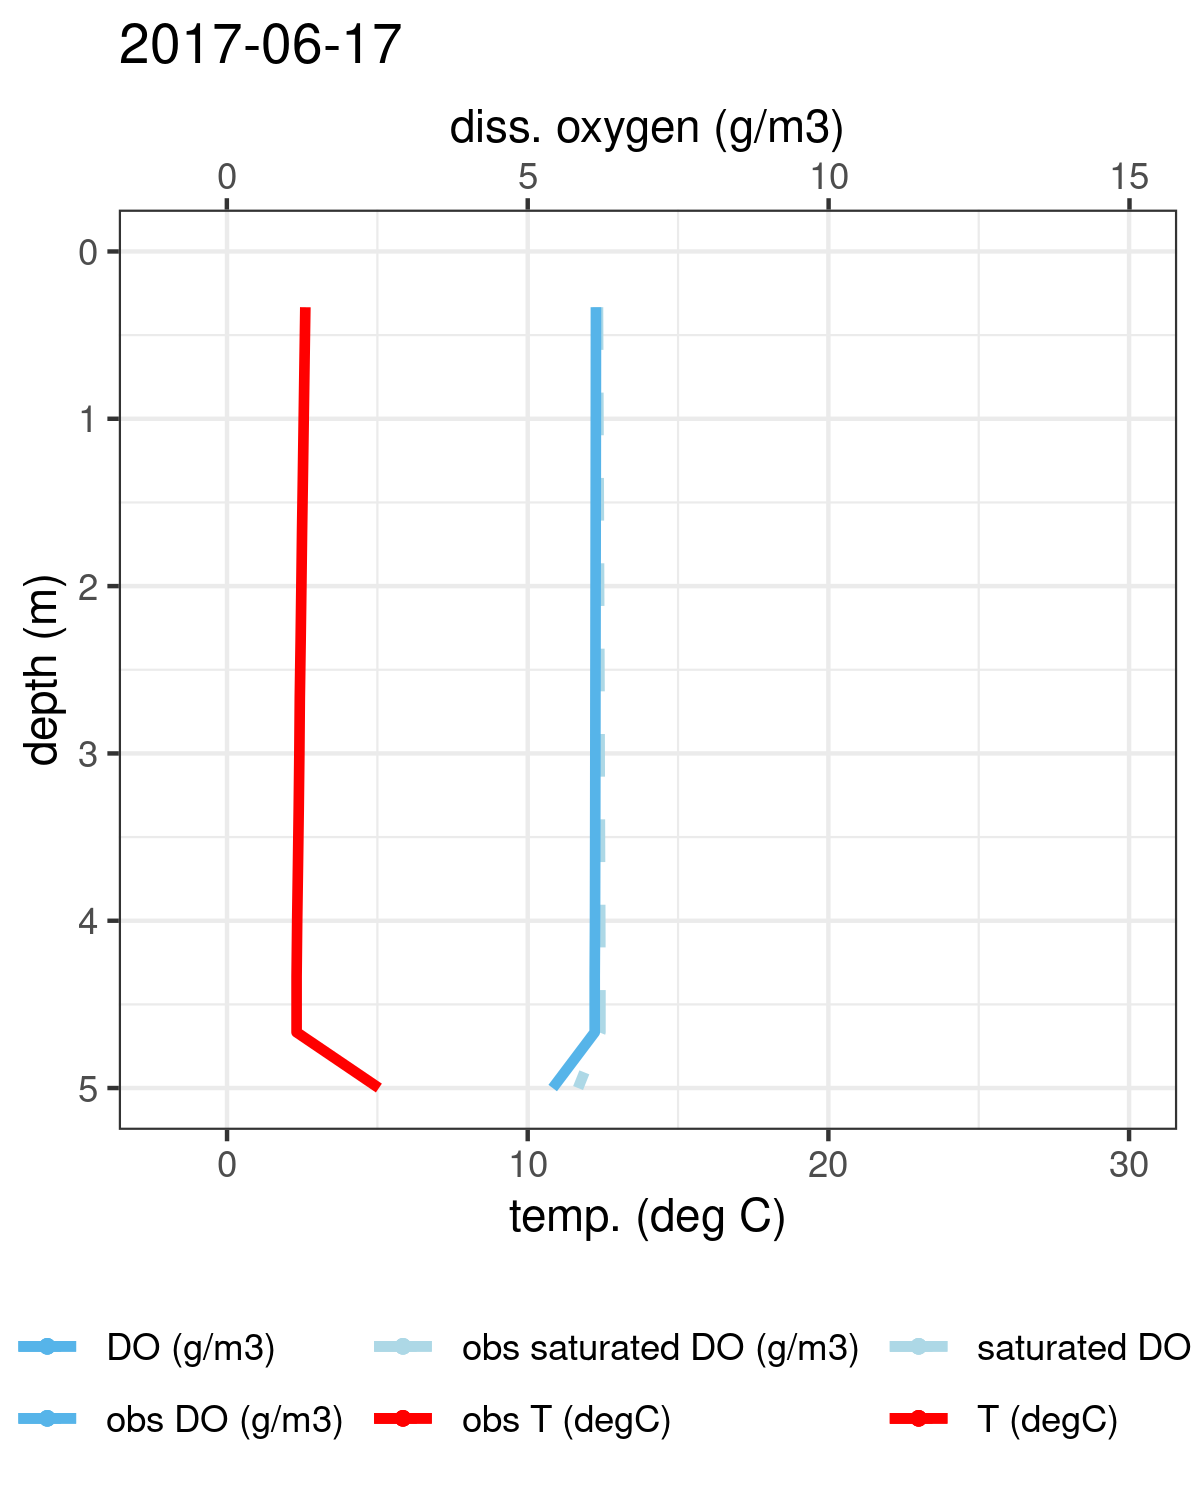 2017-06-17
diss. oxygen (g/m3)
0 5 10 15
0
1
2
3
4
5
depth (m)
0 10 20 30
temp. (deg C)
DO (g/m3) obs saturated DO (g/m3) saturated DO
obs DO (g/m3) obs T (degC) T (degC)